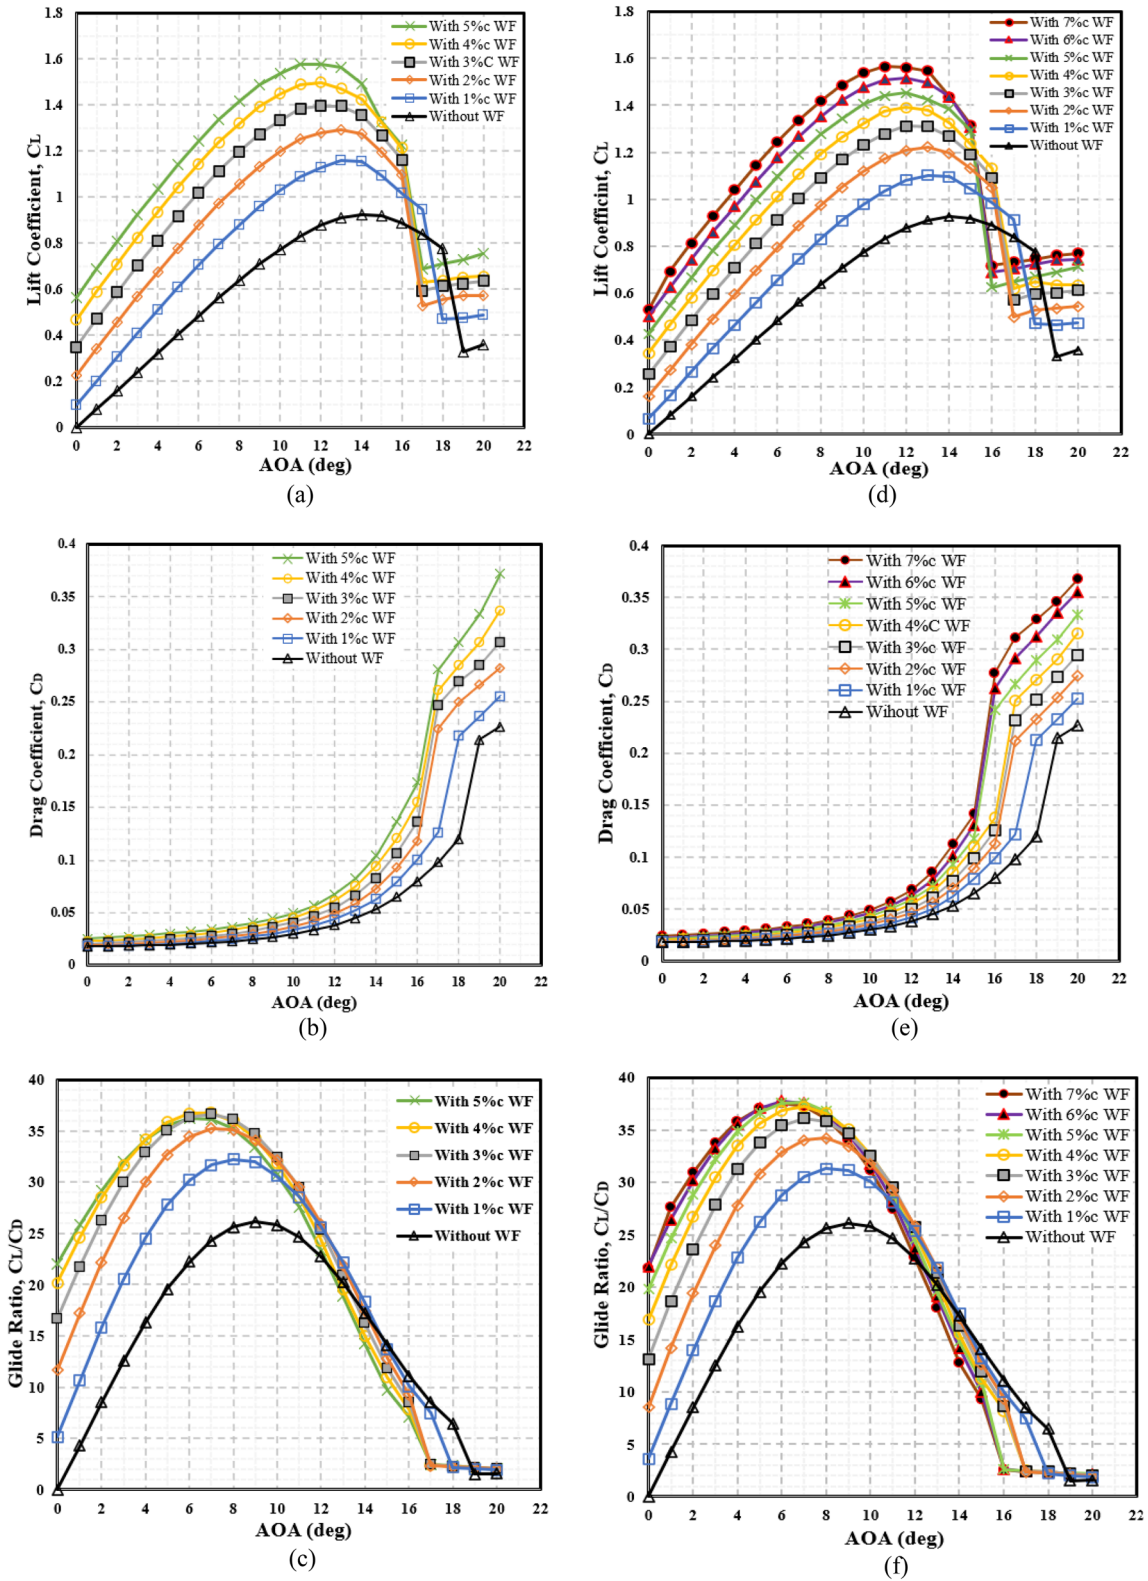 Lift Coefficient, CL
1.8
1.6
1.4
1.2
1
0.8
0.6
0.4
0.2
0
With 5%c WF
With 4%c WF
With 3%C WF
With 2%c WF
With 1%c WF
Without WF
0 2 4 6 8 10 12 14 16 18 20 22
AOA (deg)
(a)
Lift Coefficient, CL
1.8
1.6
1.4
1.2
1
0.8
0.6
0.4
0.2
0
With 7%c WF
With 6%c WF
With 5%c WF
With 4%c WF
With 3%c WF
With 2%c WF
With 1%c WF
Without WF
0 2 4 6 8 10 12 14 16 18 20 22
AOA (deg)
(d)
Drag Coefficient, CD
0.4
0.35
0.3
0.25
0.2
0.15
0.1
0.05
0
With 5%c WF
With 4%c WF
With 3%c WF
With 2%c WF
With 1%c WF
Without WF
0 2 4 6 8 10 12 14 16 18 20 22
AOA (deg)
(b)
Drag Coefficient, CD
0.4
0.35
0.3
0.25
0.2
0.15
0.1
0.05
0
With 7%c WF
With 6%c WF
With 5%c WF
With 4%C WF
With 3%c WF
With 2%c WF
With 1%c WF
Wihout WF
0 2 4 6 8 10 12 14 16 18 20 22
AOA (deg)
(e)
Glide Ratio, CL/CD
40
35
30
25
20
15
10
5
0
With 5%c WF
With 4%c WF
With 3%c WF
With 2%c WF
With 1%c WF
Without WF
0 2 4 6 8 10 12 14 16 18 20 22
AOA (deg)
(c)
Glide Ratio, CL/CD
40
35
30
25
20
15
10
5
0
With 7%c WF
With 6%c WF
With 5%c WF
With 4%c WF
With 3%c WF
With 2%c WF
With 1%c WF
Without WF
0 2 4 6 8 10 12 14 16 18 20 22
AOA (deg)
(f)